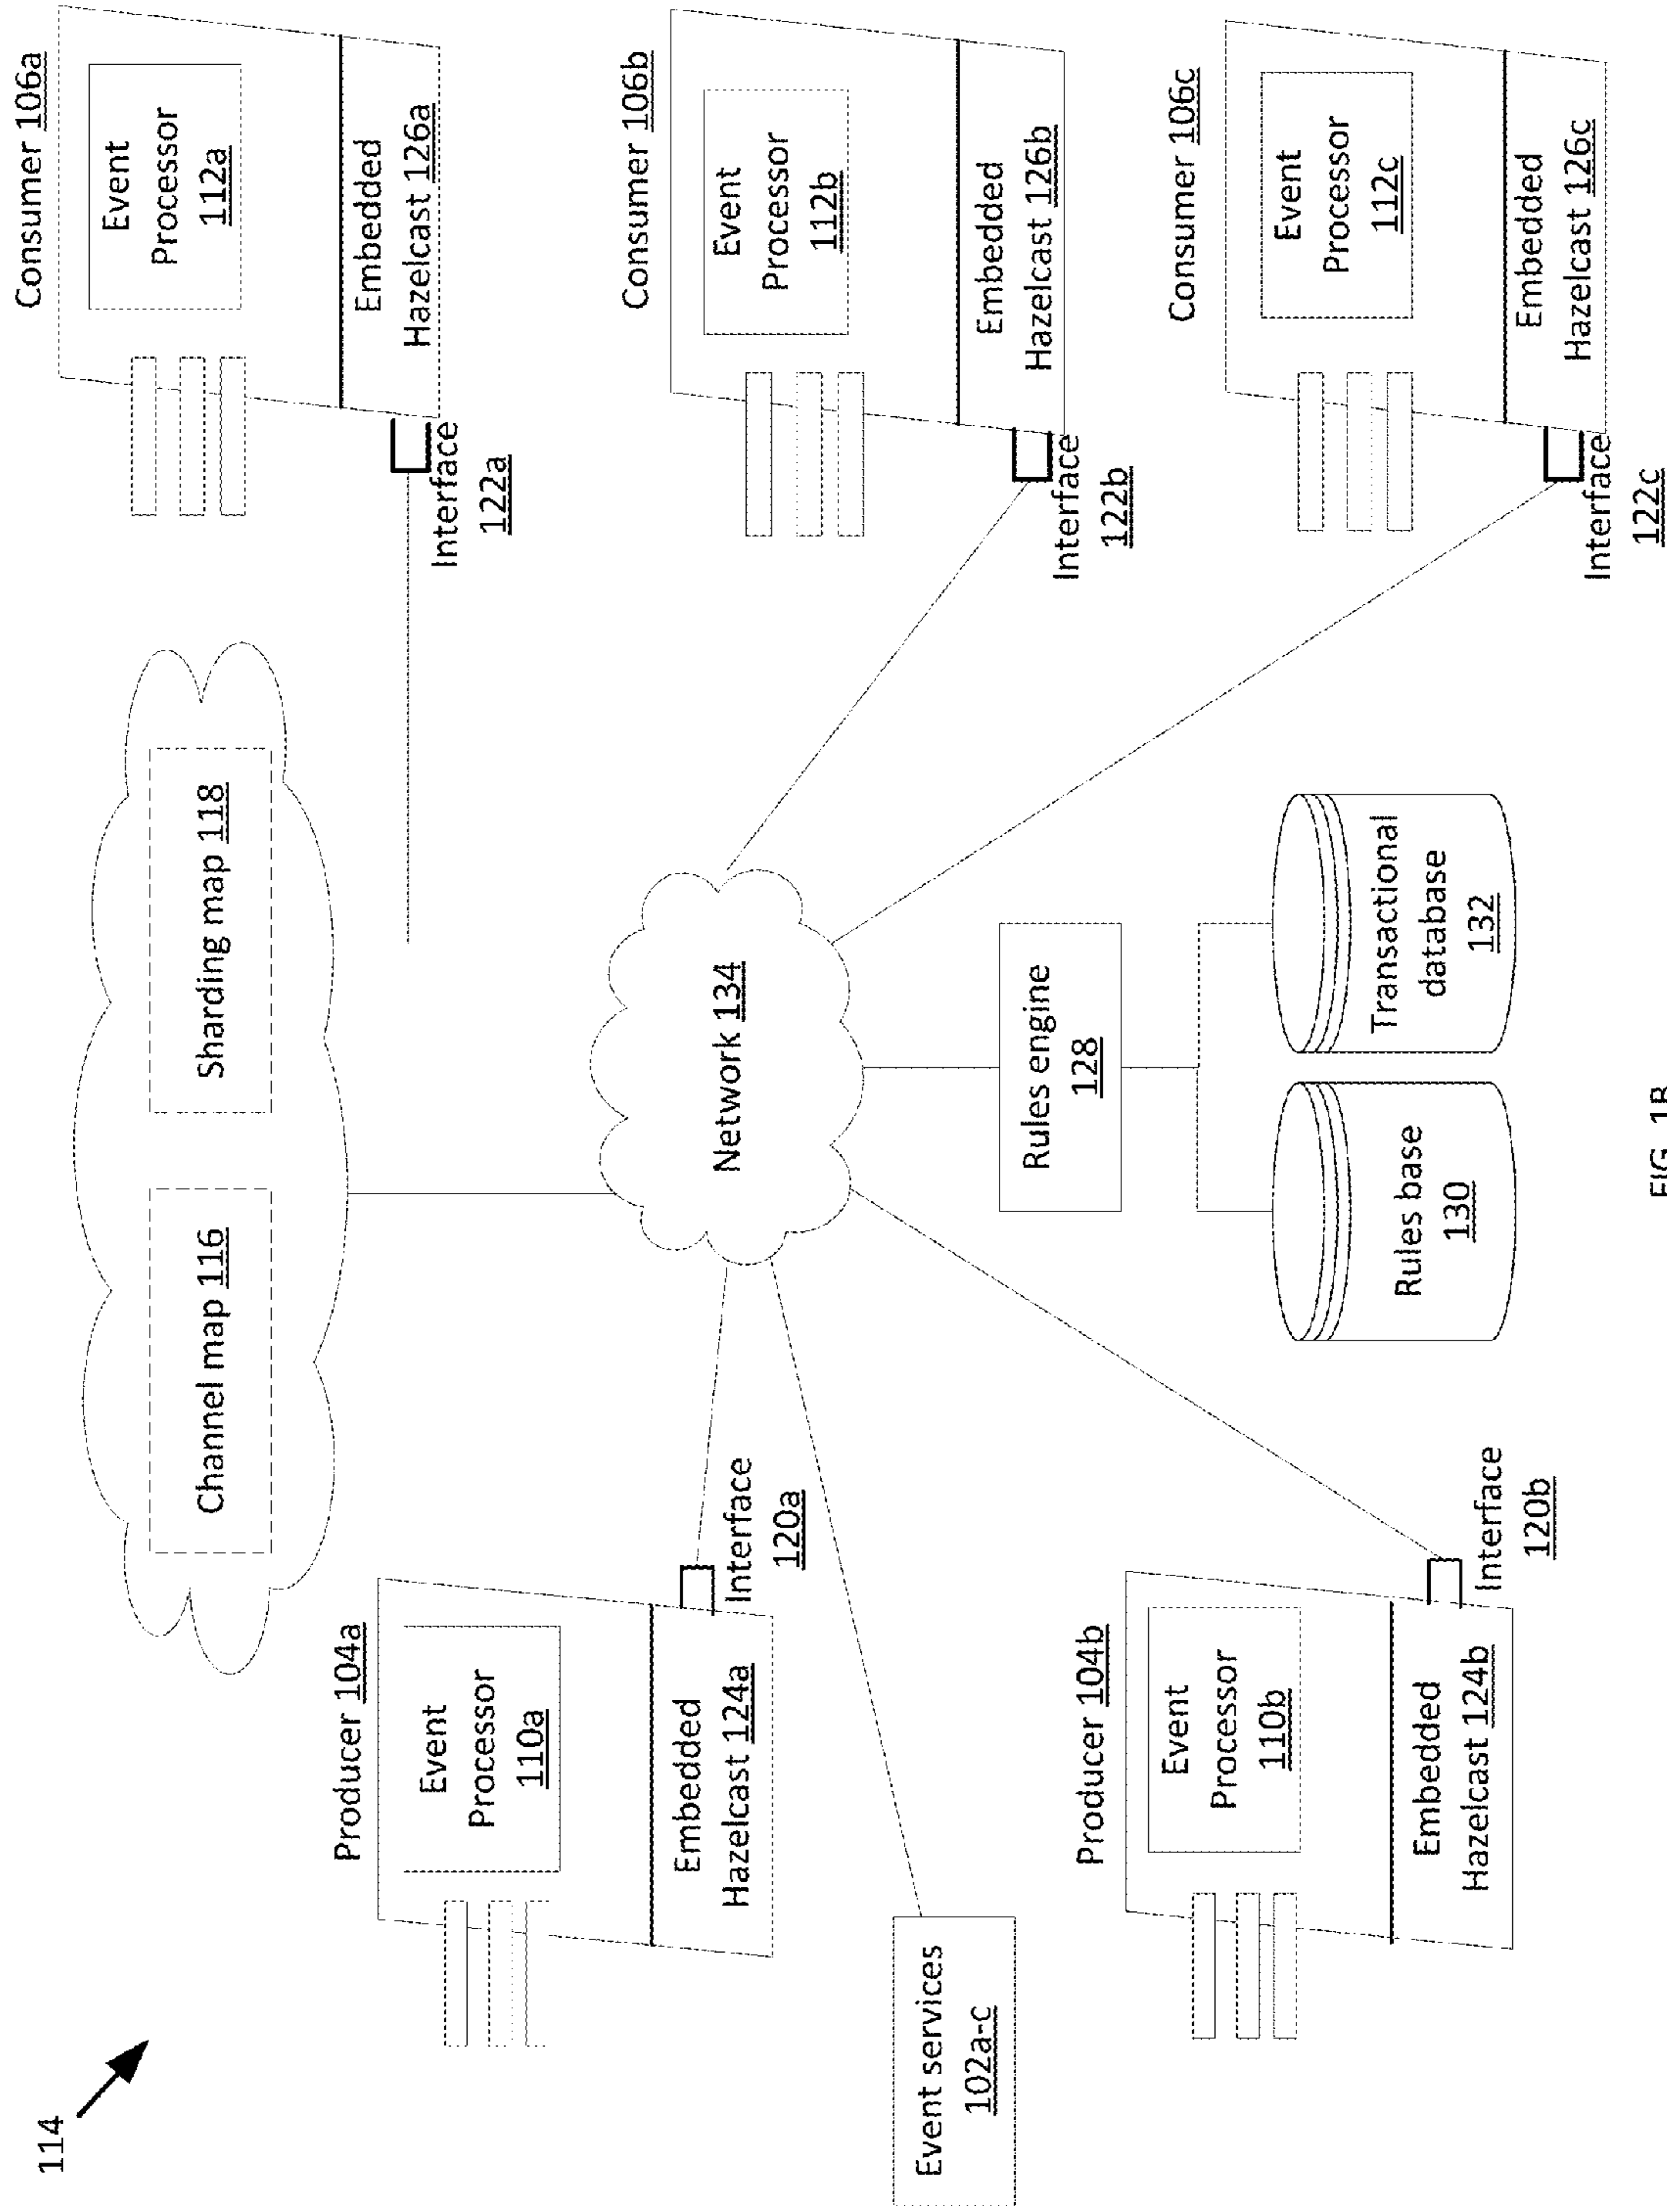 114
Channel map 116
Sharding map 118
Producer 104a
Event
Processor
110a
Embedded
Hazelcast 124a
Interface
120a
Event services
102a-c
Producer 104b
Event
Processor
110b
Embedded
Hazelcast 124b
Interface
120b
Network 134
Rules engine
128
Rules base
130
Transactional
database
132
Consumer 106a
Event
Processor
112a
Embedded
Hazelcast 126a
Interface
122a
Consumer 106b
Event
Processor
112b
Embedded
Hazelcast 126b
Interface
122b
Consumer 106c
Event
Processor
112c
Embedded
Hazelcast 126c
Interface
122c
FIG. 1B